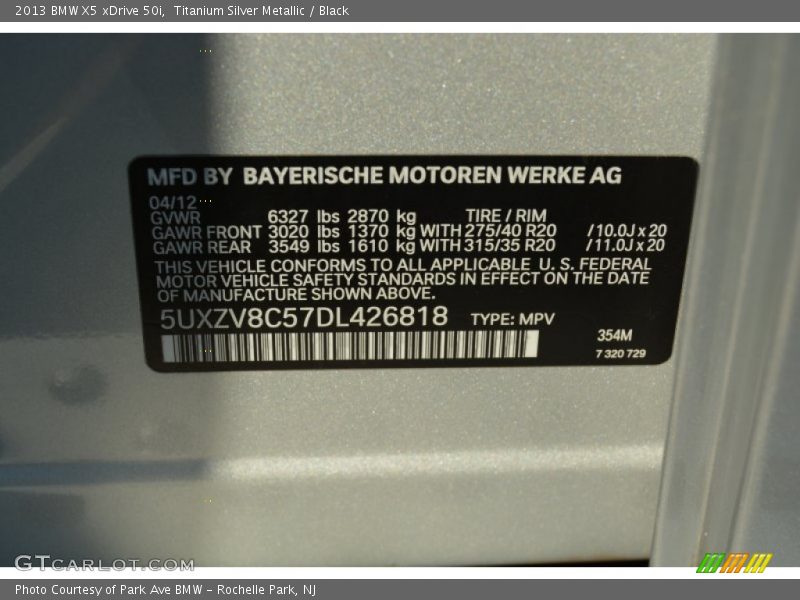 2013 BMW X5 xDrive 50i, Titanium Silver Metallic / Black
MFD BY BAYERISCHE MOTOREN WERKE AG
04/12
GVWR 6327 lbs 2870 kg TIRE / RIM
GAWR FRONT 3020 lbs 1370 kg WITH 275/40 R20 /10.0J x 20
GAWR REAR 3549 lbs 1610 kg WITH 315/35 R20 /11.0J x 20
THIS VEHICLE CONFORMS TO ALL APPLICABLE U.S. FEDERAL
MOTOR VEHICLE SAFETY STANDARDS IN EFFECT ON THE DATE
OF MANUFACTURE SHOWN ABOVE.
5UXZV8C57DL426818 TYPE: MPV
354M
7 320 729
GTCARLOT.COM
Photo Courtesy of Park Ave BMW - Rochelle Park, NJ